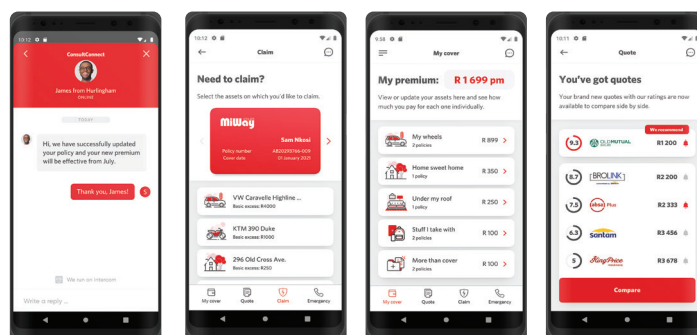 10:12
ConsultConnect
James from Harlingham
ONLINE
TODAY
Hi, we have successfully updated
your policy and your new premium
will be effective from July.
Thank you, James!
S
We run on Intercom
Write a reply ...
10:12
Claim
Need to claim?
Select the assets on which you'd like to claim.
MiWay
Sam Nkosi
Policy number AB20293766-009
Cover date 01 January 2021
VW Caravelle Highline ...
Basic excess: R4000
KTM 390 Duke
Basic excess: R1000
296 Old Cross Ave.
Basic excess: R250
My cover Quote Claim Emergency
9:38
My cover
My premium: R 1 699 pm
View or update your assets here and see how
much you pay for each one individually.
My wheels
2 policies
R 899
Home sweet home
1 policy
R 350
Under my roof
1 policy
R 250
Stuff I take with
2 policies
R 100
More than cover
2 policies
R 100
My cover Quote Claim Emergency
10:11
Quote
You've got quotes
Your brand new quotes with our ratings are now
available to compare side by side.
We recommend
9.3 OLDMUTUAL R1 200
8.7 [BROLINK] R2 200
7.5 absa Plus R2 333
6.3 santam R3 456
5 KingPrice R3 678
Compare